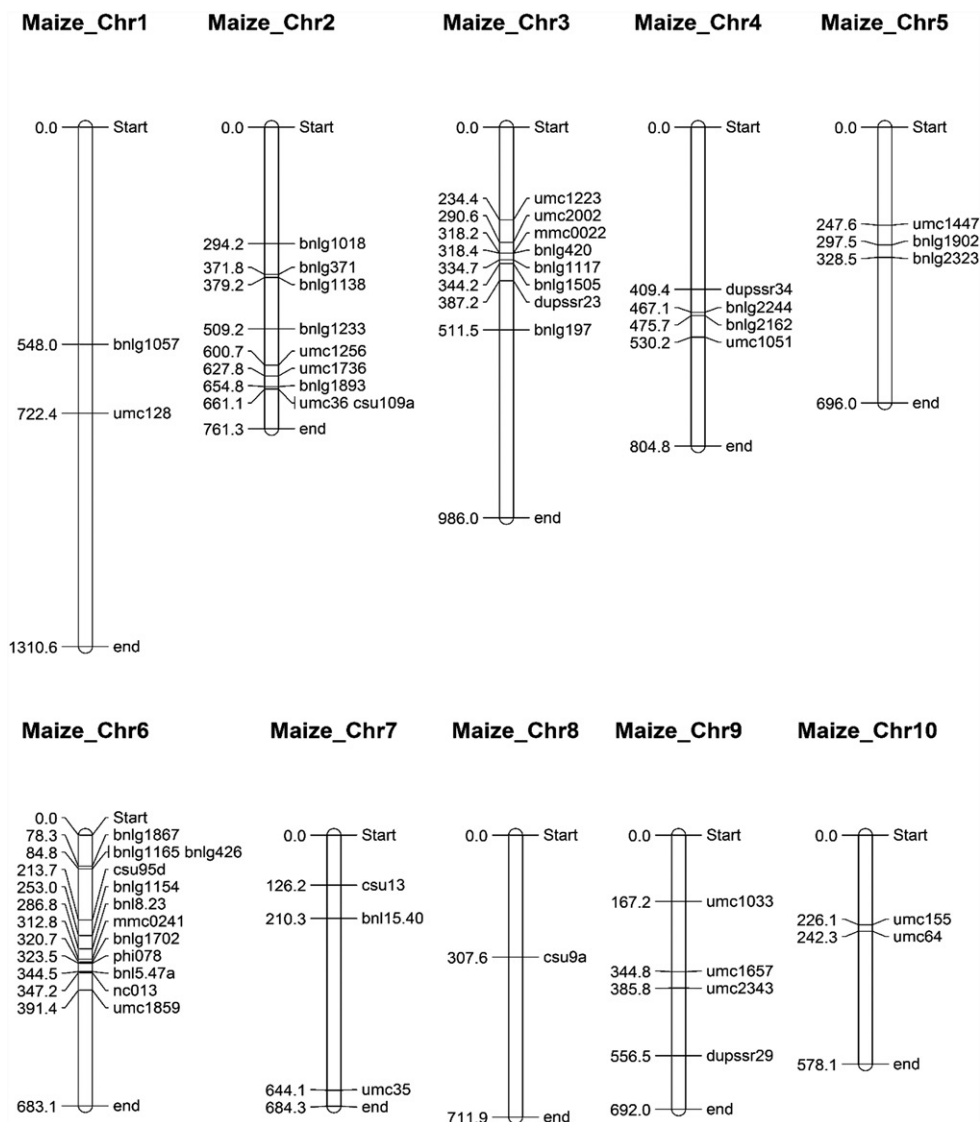 Maize_Chr1 Maize_Chr2 Maize_Chr3 Maize_Chr4 Maize_Chr5
0.0 Start
548.0 bnlg1057
722.4 umc128
1310.6 end
0.0 Start
294.2 bnlg1018
371.8 bnlg371
379.2 bnlg1138
509.2 bnlg1233
600.7 umc1256
627.8 umc1736
654.8 bnlg1893
661.1 umc36 csu109a
761.3 end
0.0 Start
234.4 umc1223
290.6 umc2002
318.2 mmc0022
318.4 bnlg420
334.7 bnlg1117
344.2 bnlg1505
387.2 dupssr23
511.5 bnlg197
986.0 end
0.0 Start
409.4 dupssr34
467.1 bnlg2244
475.7 bnlg2162
530.2 umc1051
804.8 end
0.0 Start
247.6 umc1447
297.5 bnlg1902
328.5 bnlg2323
696.0 end
Maize_Chr6 Maize_Chr7 Maize_Chr8 Maize_Chr9 Maize_Chr10
0.0 Start
78.3 bnlg1867
84.8 bnlg1165 bnlg426
213.7 csu95d
253.0 bnlg1154
286.8 bnl8.23
312.8 mmc0241
320.7 bnlg1702
323.5 phi078
344.5 bnl5.47a
347.2 nc013
391.4 umc1859
683.1 end
0.0 Start
126.2 csu13
210.3 bnl15.40
644.1 umc35
684.3 end
0.0 Start
307.6 csu9a
711.9 end
0.0 Start
167.2 umc1033
344.8 umc1657
385.8 umc2343
556.5 dupssr29
692.0 end
0.0 Start
226.1 umc155
242.3 umc64
578.1 end